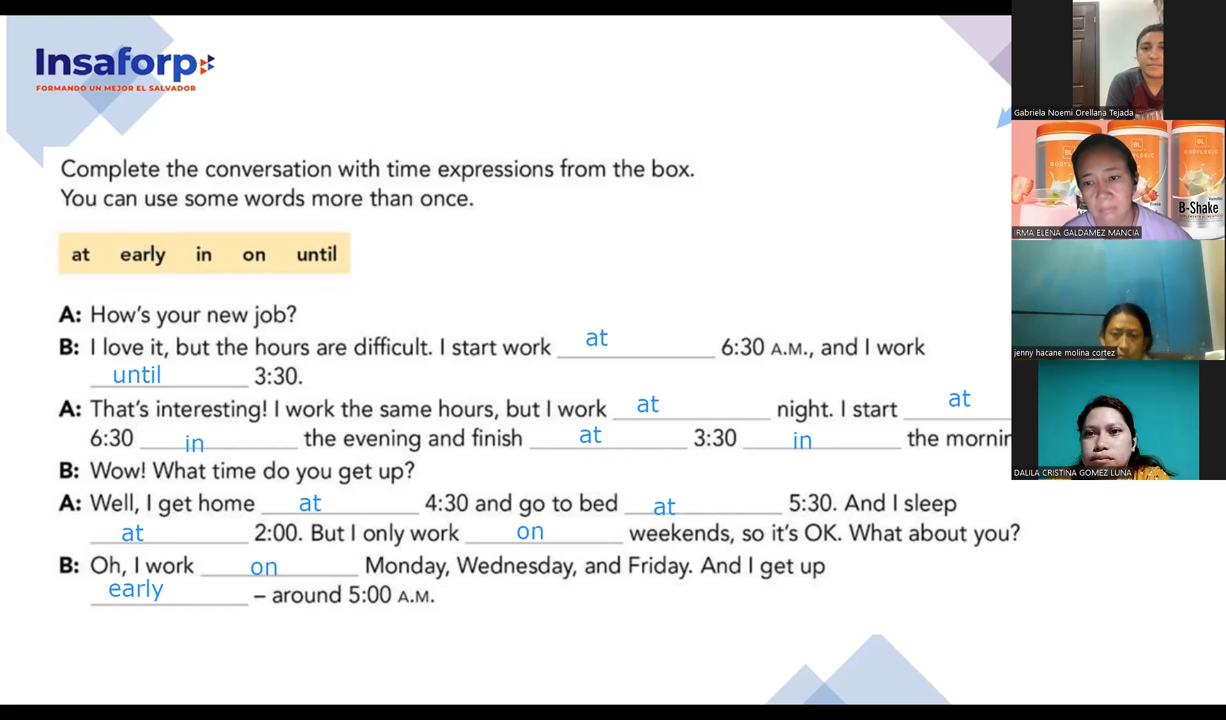 Insaforp
FORMANDO UN MEJOR EL SALVADOR
Complete the conversation with time expressions from the box.
You can use some words more than once.
at early in on until
A: How's your new job?
B: I love it, but the hours are difficult. I start work at 6:30 A.M., and I work
until 3:30.
A: That's interesting! I work the same hours, but I work at night. I start at
6:30 in the evening and finish at 3:30 in the mornin
B: Wow! What time do you get up?
A: Well, I get home at 4:30 and go to bed at 5:30. And I sleep
at 2:00. But I only work on weekends, so it's OK. What about you?
B: Oh, I work on Monday, Wednesday, and Friday. And I get up
early – around 5:00 A.M.
Gabriela Noemi Orellana Tejada
BL
BODYLOGIC
B-Shake
IRMA ELENA GALDAMEZ MANCIA
jenny hacane molina cortez
DALILA CRISTINA GOMEZ LUNA